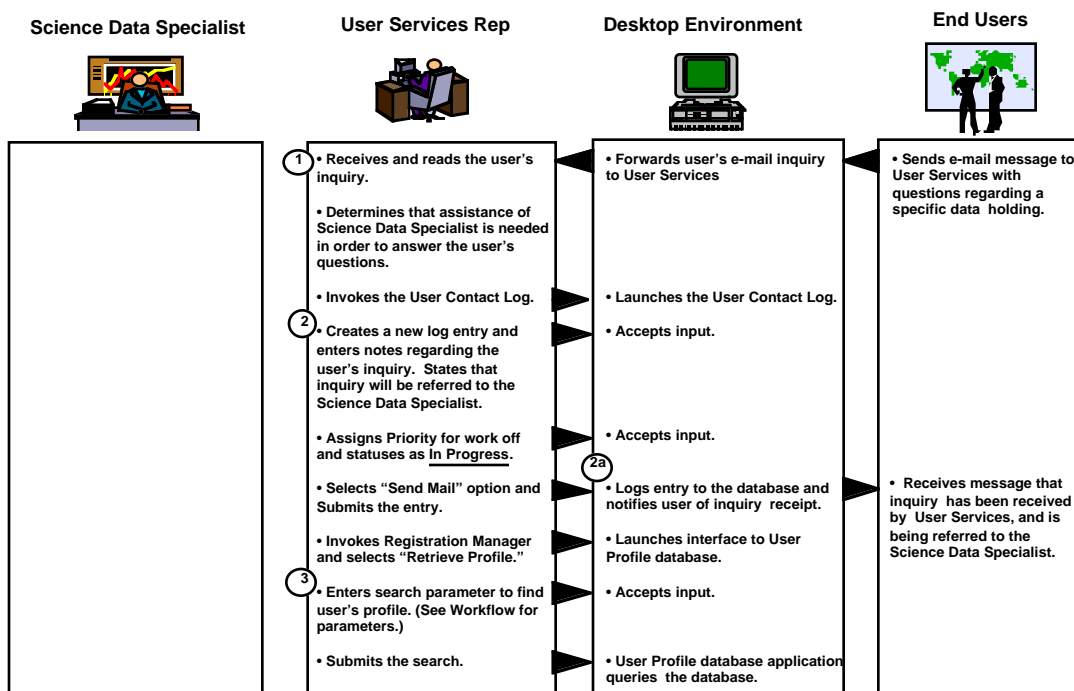 Science Data Specialist
User Services Rep
Desktop Environment
End Users
1
• Receives and reads the user's
inquiry.
• Forwards user's e-mail inquiry
to User Services
• Sends e-mail message to
User Services with
questions regarding a
specific data holding.
• Determines that assistance of
Science Data Specialist is needed
in order to answer the user's
questions.
• Invokes the User Contact Log.
• Launches the User Contact Log.
2
• Creates a new log entry and
enters notes regarding the
user's inquiry. States that
inquiry will be referred to the
Science Data Specialist.
• Accepts input.
• Assigns Priority for work off
and statuses as In Progress.
• Accepts input.
2a
• Selects “Send Mail” option and
Submits the entry.
• Logs entry to the database and
notifies user of inquiry receipt.
• Receives message that
inquiry has been received
by User Services, and is
being referred to the
Science Data Specialist.
• Invokes Registration Manager
and selects “Retrieve Profile.”
• Launches interface to User
Profile database.
3
• Enters search parameter to find
user's profile. (See Workflow for
parameters.)
• Accepts input.
• Submits the search.
• User Profile database application
queries the database.